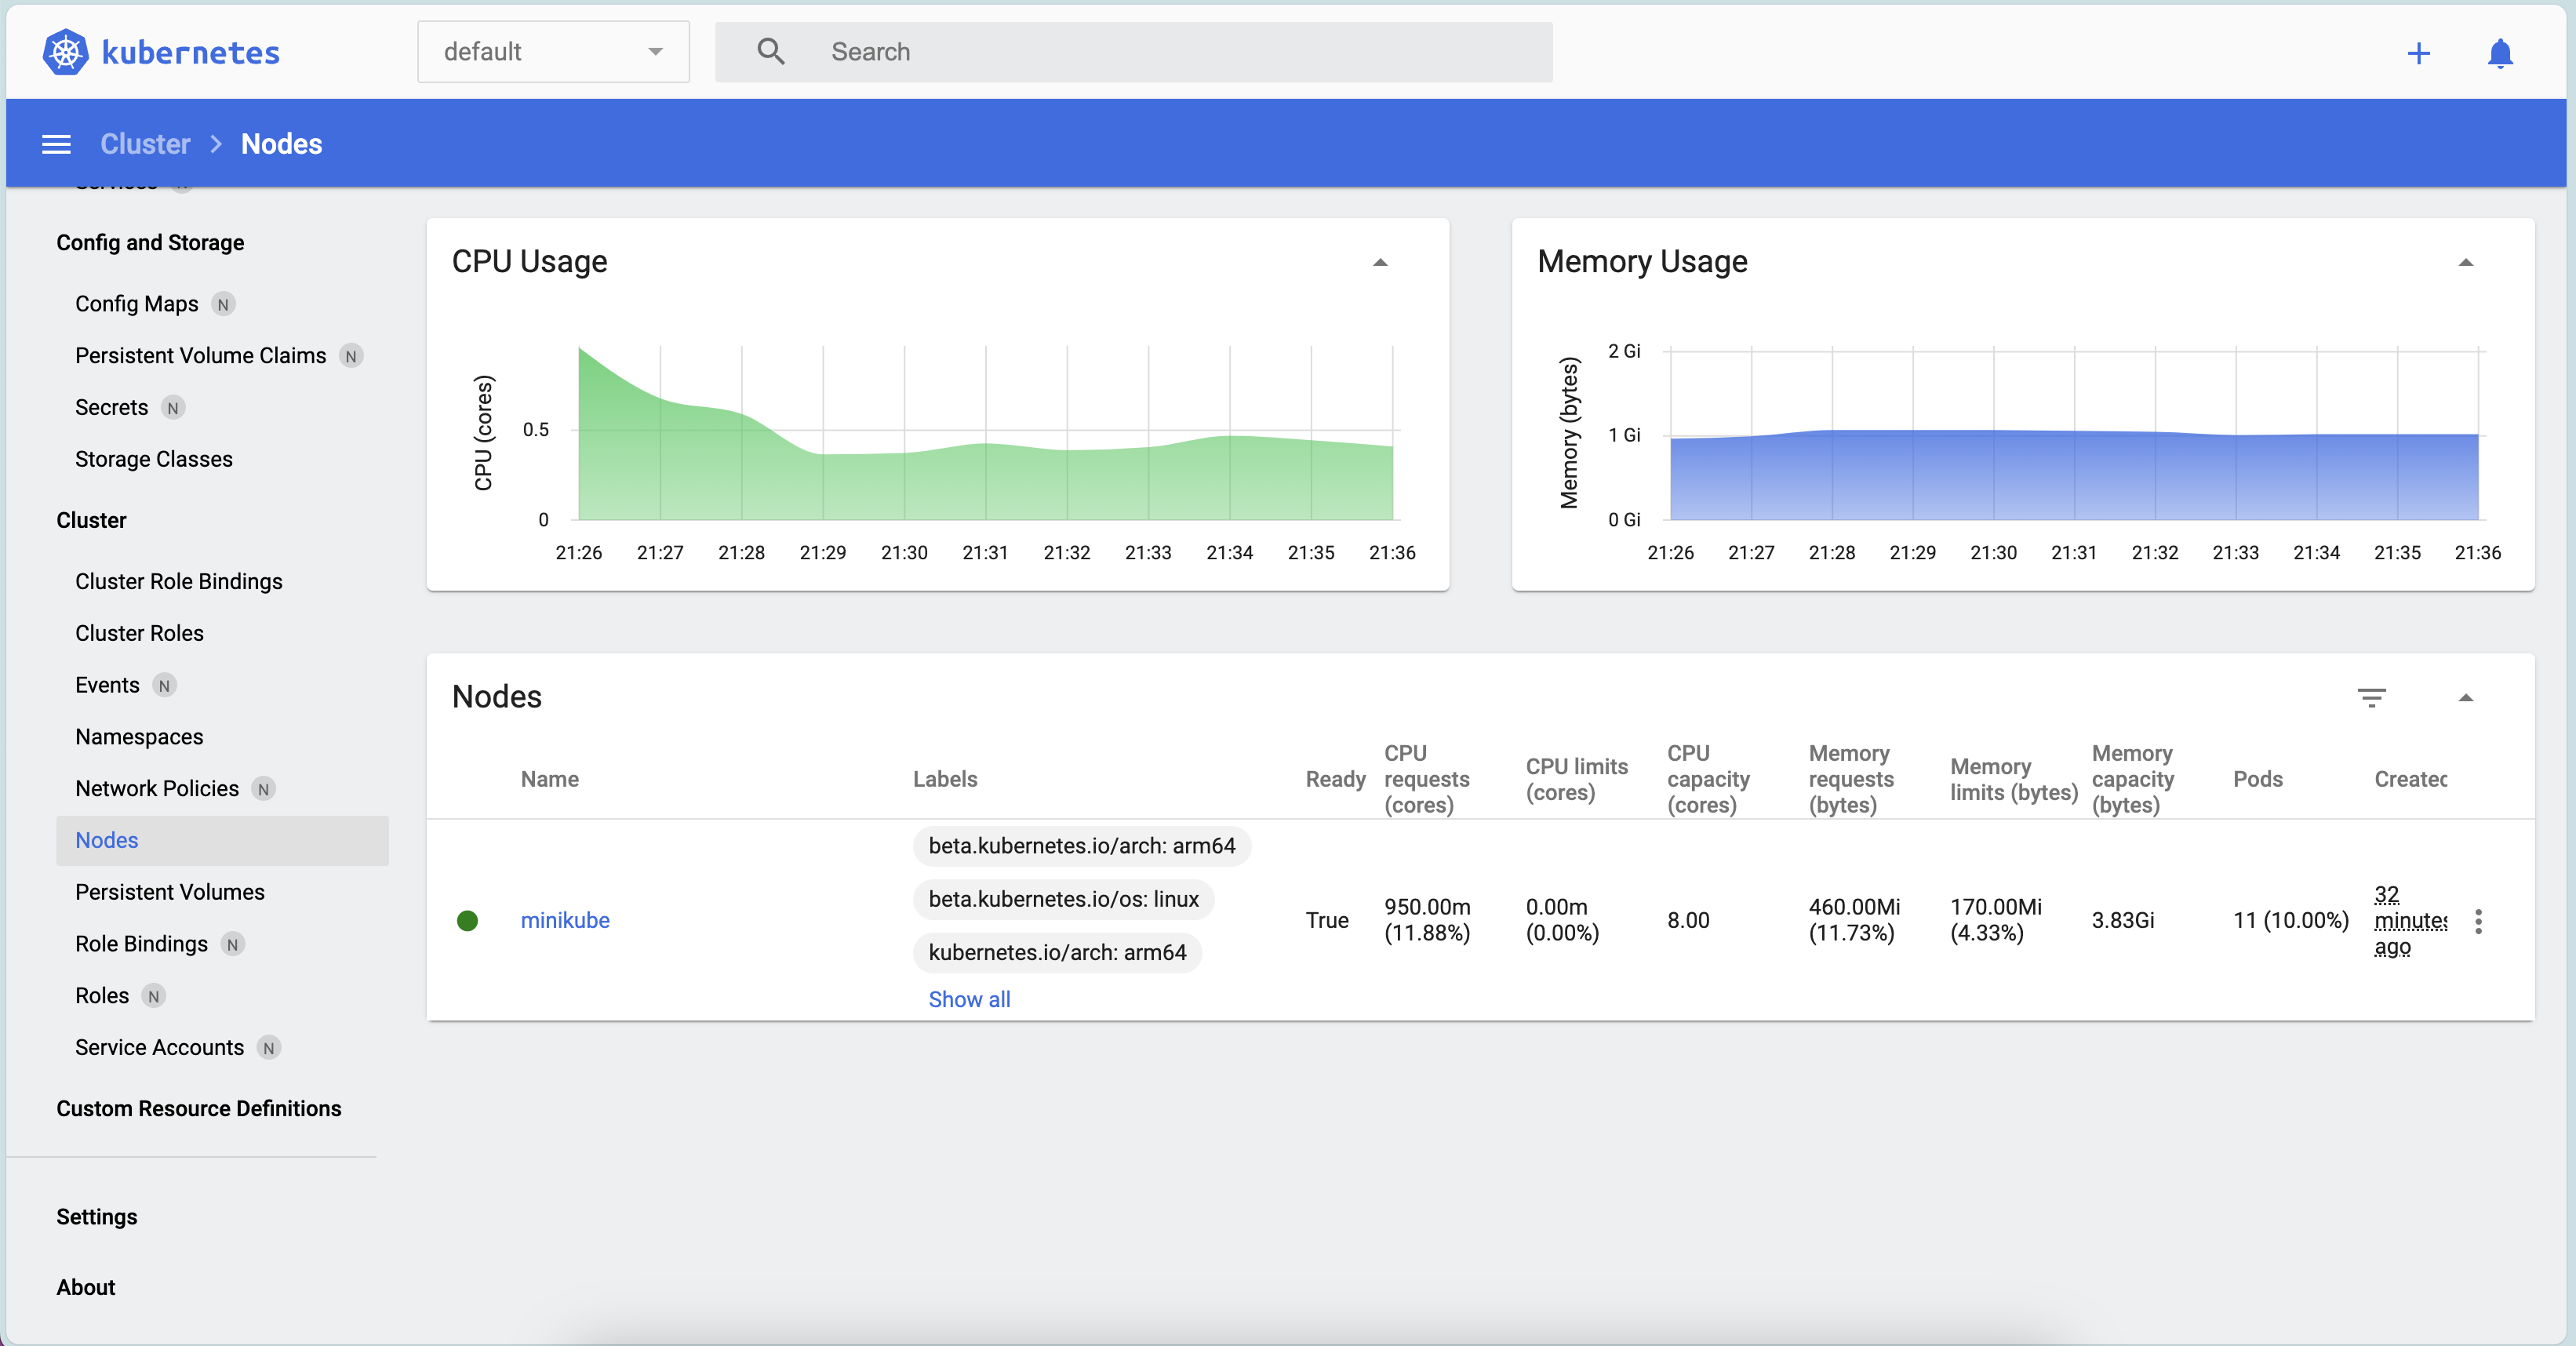 kubernetes
default
Search
Cluster
Nodes
Services N
Config and Storage
Config Maps N
Persistent Volume Claims N
Secrets N
Storage Classes
Cluster
Cluster Role Bindings
Cluster Roles
Events N
Namespaces
Network Policies N
Nodes
Persistent Volumes
Role Bindings N
Roles N
Service Accounts N
Custom Resource Definitions
Settings
About
CPU Usage
CPU (cores)
0.5
0
21:26 21:27 21:28 21:29 21:30 21:31 21:32 21:33 21:34 21:35 21:36
Memory Usage
Memory (bytes)
2 Gi
1 Gi
0 Gi
21:26 21:27 21:28 21:29 21:30 21:31 21:32 21:33 21:34 21:35 21:36
Nodes
Name
Labels
Ready
CPU
requests
(cores)
CPU limits
(cores)
CPU
capacity
(cores)
Memory
requests
(bytes)
Memory
limits (bytes)
Memory
capacity
(bytes)
Pods
Created
minikube
beta.kubernetes.io/arch: arm64
beta.kubernetes.io/os: linux
kubernetes.io/arch: arm64
Show all
True
950.00m
(11.88%)
0.00m
(0.00%)
8.00
460.00Mi
(11.73%)
170.00Mi
(4.33%)
3.83Gi
11 (10.00%)
32
minutes
ago